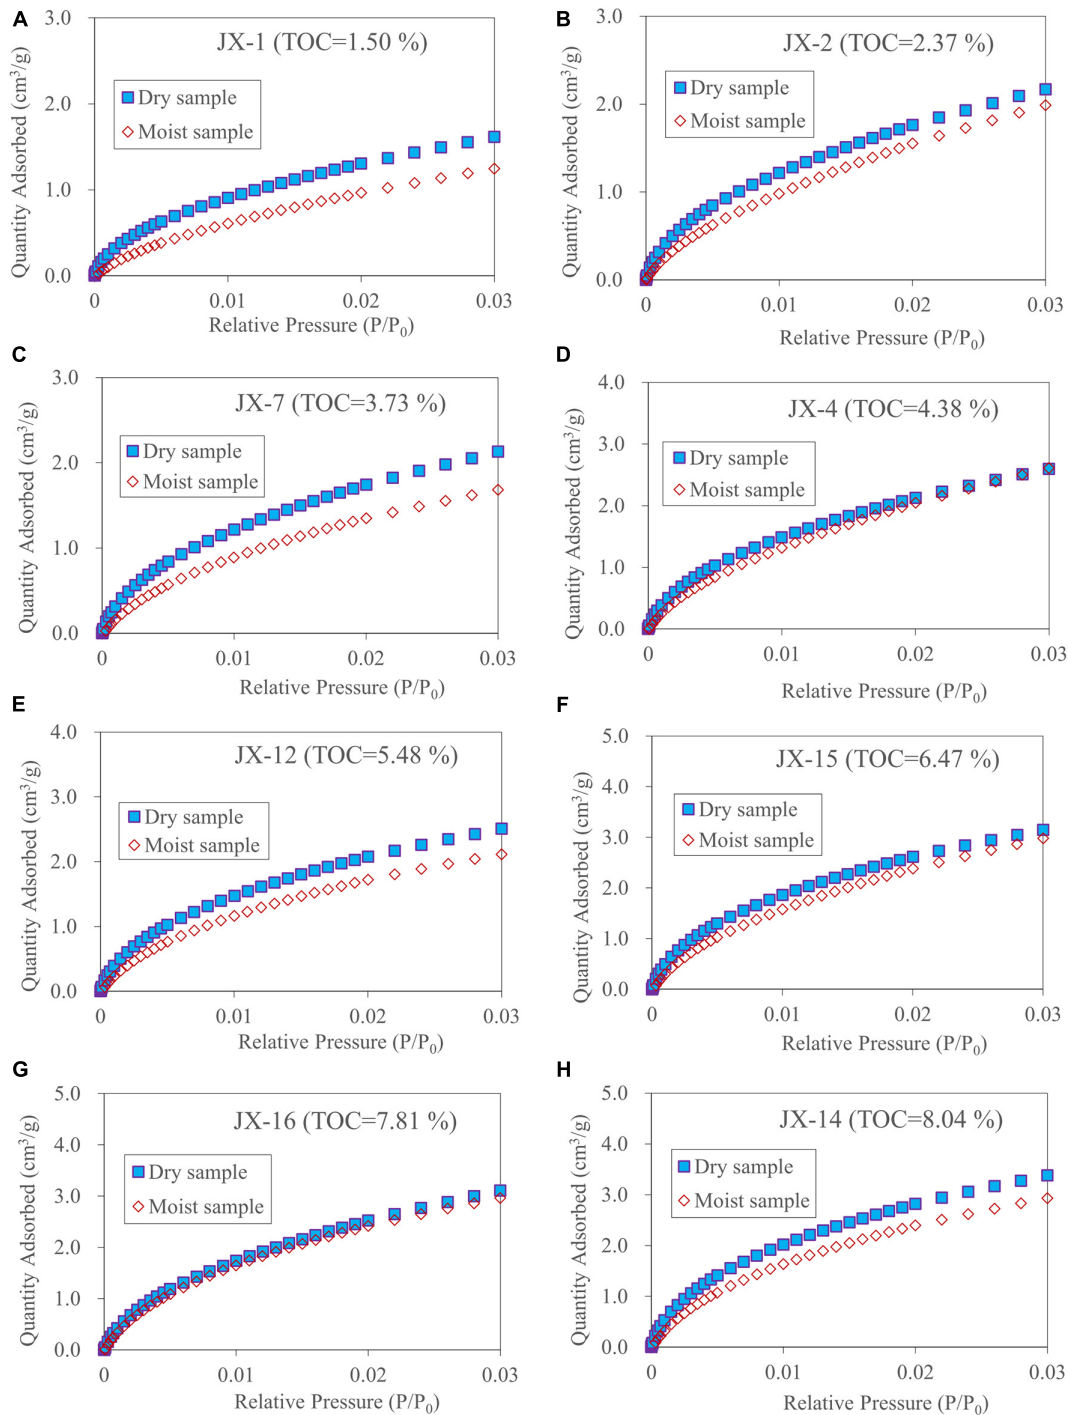 A
JX-1 (TOC=1.50 %)
Dry sample
Moist sample
Quantity Adsorbed (cm³/g)
3.0
2.0
1.0
0.0
0 0.01 0.02 0.03
Relative Pressure (P/P₀)
B
JX-2 (TOC=2.37 %)
Dry sample
Moist sample
Quantity Adsorbed (cm³/g)
3.0
2.0
1.0
0.0
0 0.01 0.02 0.03
Relative Pressure (P/P₀)
C
JX-7 (TOC=3.73 %)
Dry sample
Moist sample
Quantity Adsorbed (cm³/g)
3.0
2.0
1.0
0.0
0 0.01 0.02 0.03
Relative Pressure (P/P₀)
D
JX-4 (TOC=4.38 %)
Dry sample
Moist sample
Quantity Adsorbed (cm³/g)
4.0
3.0
2.0
1.0
0.0
0 0.01 0.02 0.03
Relative Pressure (P/P₀)
E
JX-12 (TOC=5.48 %)
Dry sample
Moist sample
Quantity Adsorbed (cm³/g)
4.0
3.0
2.0
1.0
0.0
0 0.01 0.02 0.03
Relative Pressure (P/P₀)
F
JX-15 (TOC=6.47 %)
Dry sample
Moist sample
Quantity Adsorbed (cm³/g)
5.0
4.0
3.0
2.0
1.0
0.0
0 0.01 0.02 0.03
Relative Pressure (P/P₀)
G
JX-16 (TOC=7.81 %)
Dry sample
Moist sample
Quantity Adsorbed (cm³/g)
5.0
4.0
3.0
2.0
1.0
0.0
0 0.01 0.02 0.03
Relative Pressure (P/P₀)
H
JX-14 (TOC=8.04 %)
Dry sample
Moist sample
Quantity Adsorbed (cm³/g)
5.0
4.0
3.0
2.0
1.0
0.0
0 0.01 0.02 0.03
Relative Pressure (P/P₀)